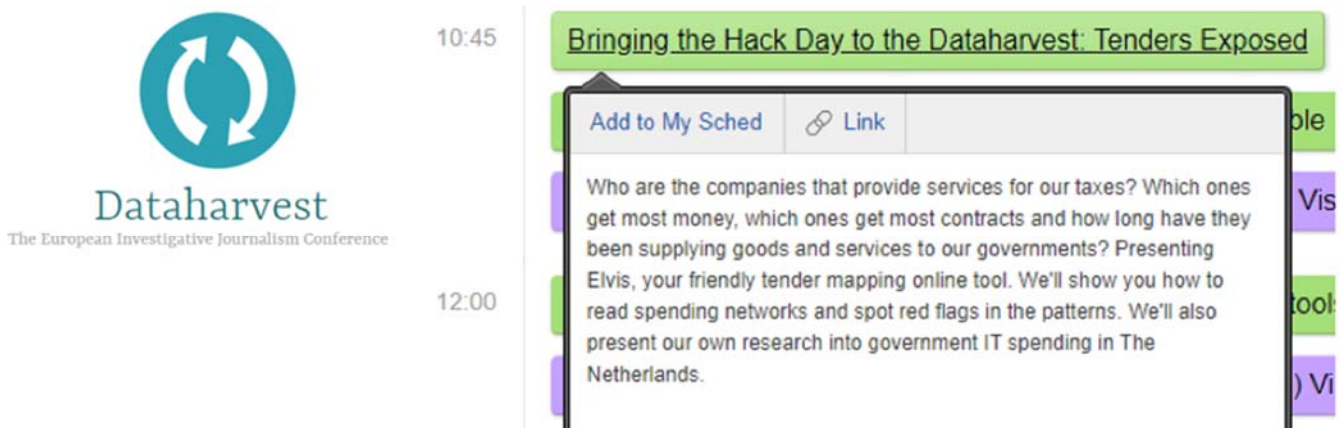 10:45
Bringing the Hack Day to the Dataharvest: Tenders Exposed
Add to My Sched
Link
Dataharvest
The European Investigative Journalism Conference
Who are the companies that provide services for our taxes? Which ones
get most money, which ones get most contracts and how long have they
been supplying goods and services to our governments? Presenting
Elvis, your friendly tender mapping online tool. We'll show you how to
read spending networks and spot red flags in the patterns. We'll also
present our own research into government IT spending in The
Netherlands.
12:00